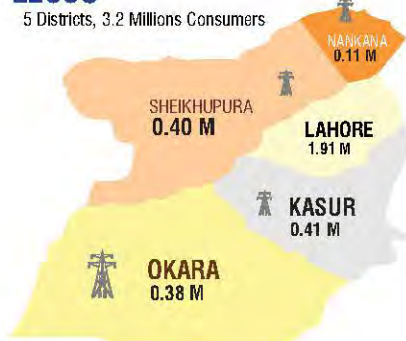 5 Districts, 3.2 Millions Consumers
NANKANA
0.11 M
SHEIKHUPURA
0.40 M
LAHORE
1.91 M
KASUR
0.41 M
OKARA
0.38 M